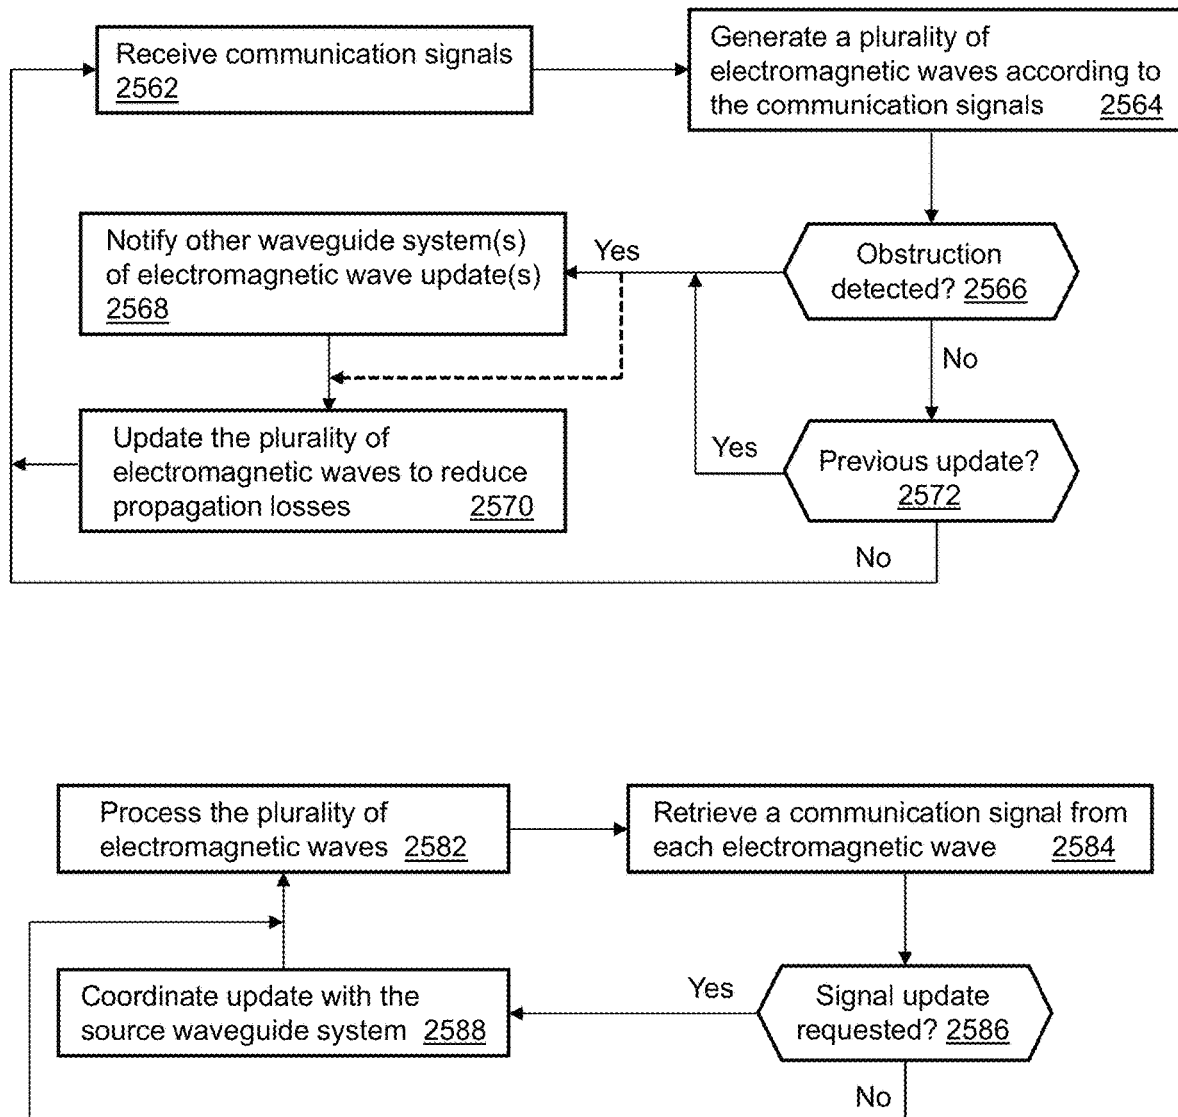 Receive communication signals
2562
Generate a plurality of
electromagnetic waves according to
the communication signals 2564
Notify other waveguide system(s)
of electromagnetic wave update(s)
2568
Yes
Obstruction
detected? 2566
No
Update the plurality of
electromagnetic waves to reduce
propagation losses 2570
Yes
Previous update?
2572
No
Process the plurality of
electromagnetic waves 2582
Retrieve a communication signal from
each electromagnetic wave 2584
Coordinate update with the
source waveguide system 2588
Yes
Signal update
requested? 2586
No